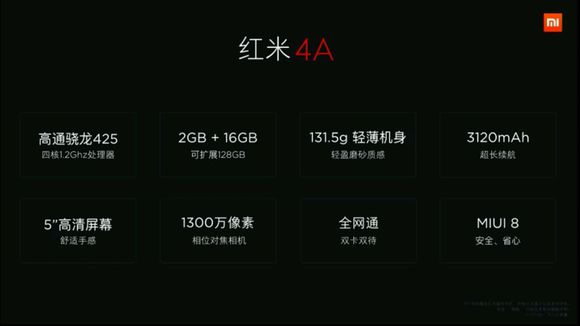 mi
红米 4A
高通骁龙425
四核1.2Ghz处理器
2GB + 16GB
可扩展128GB
131.5g 轻薄机身
轻盈磨砂质感
3120mAh
超长续航
5"高清屏幕
舒适手感
1300万像素
相位对焦相机
全网通
双卡双待
MIUI 8
安全、省心